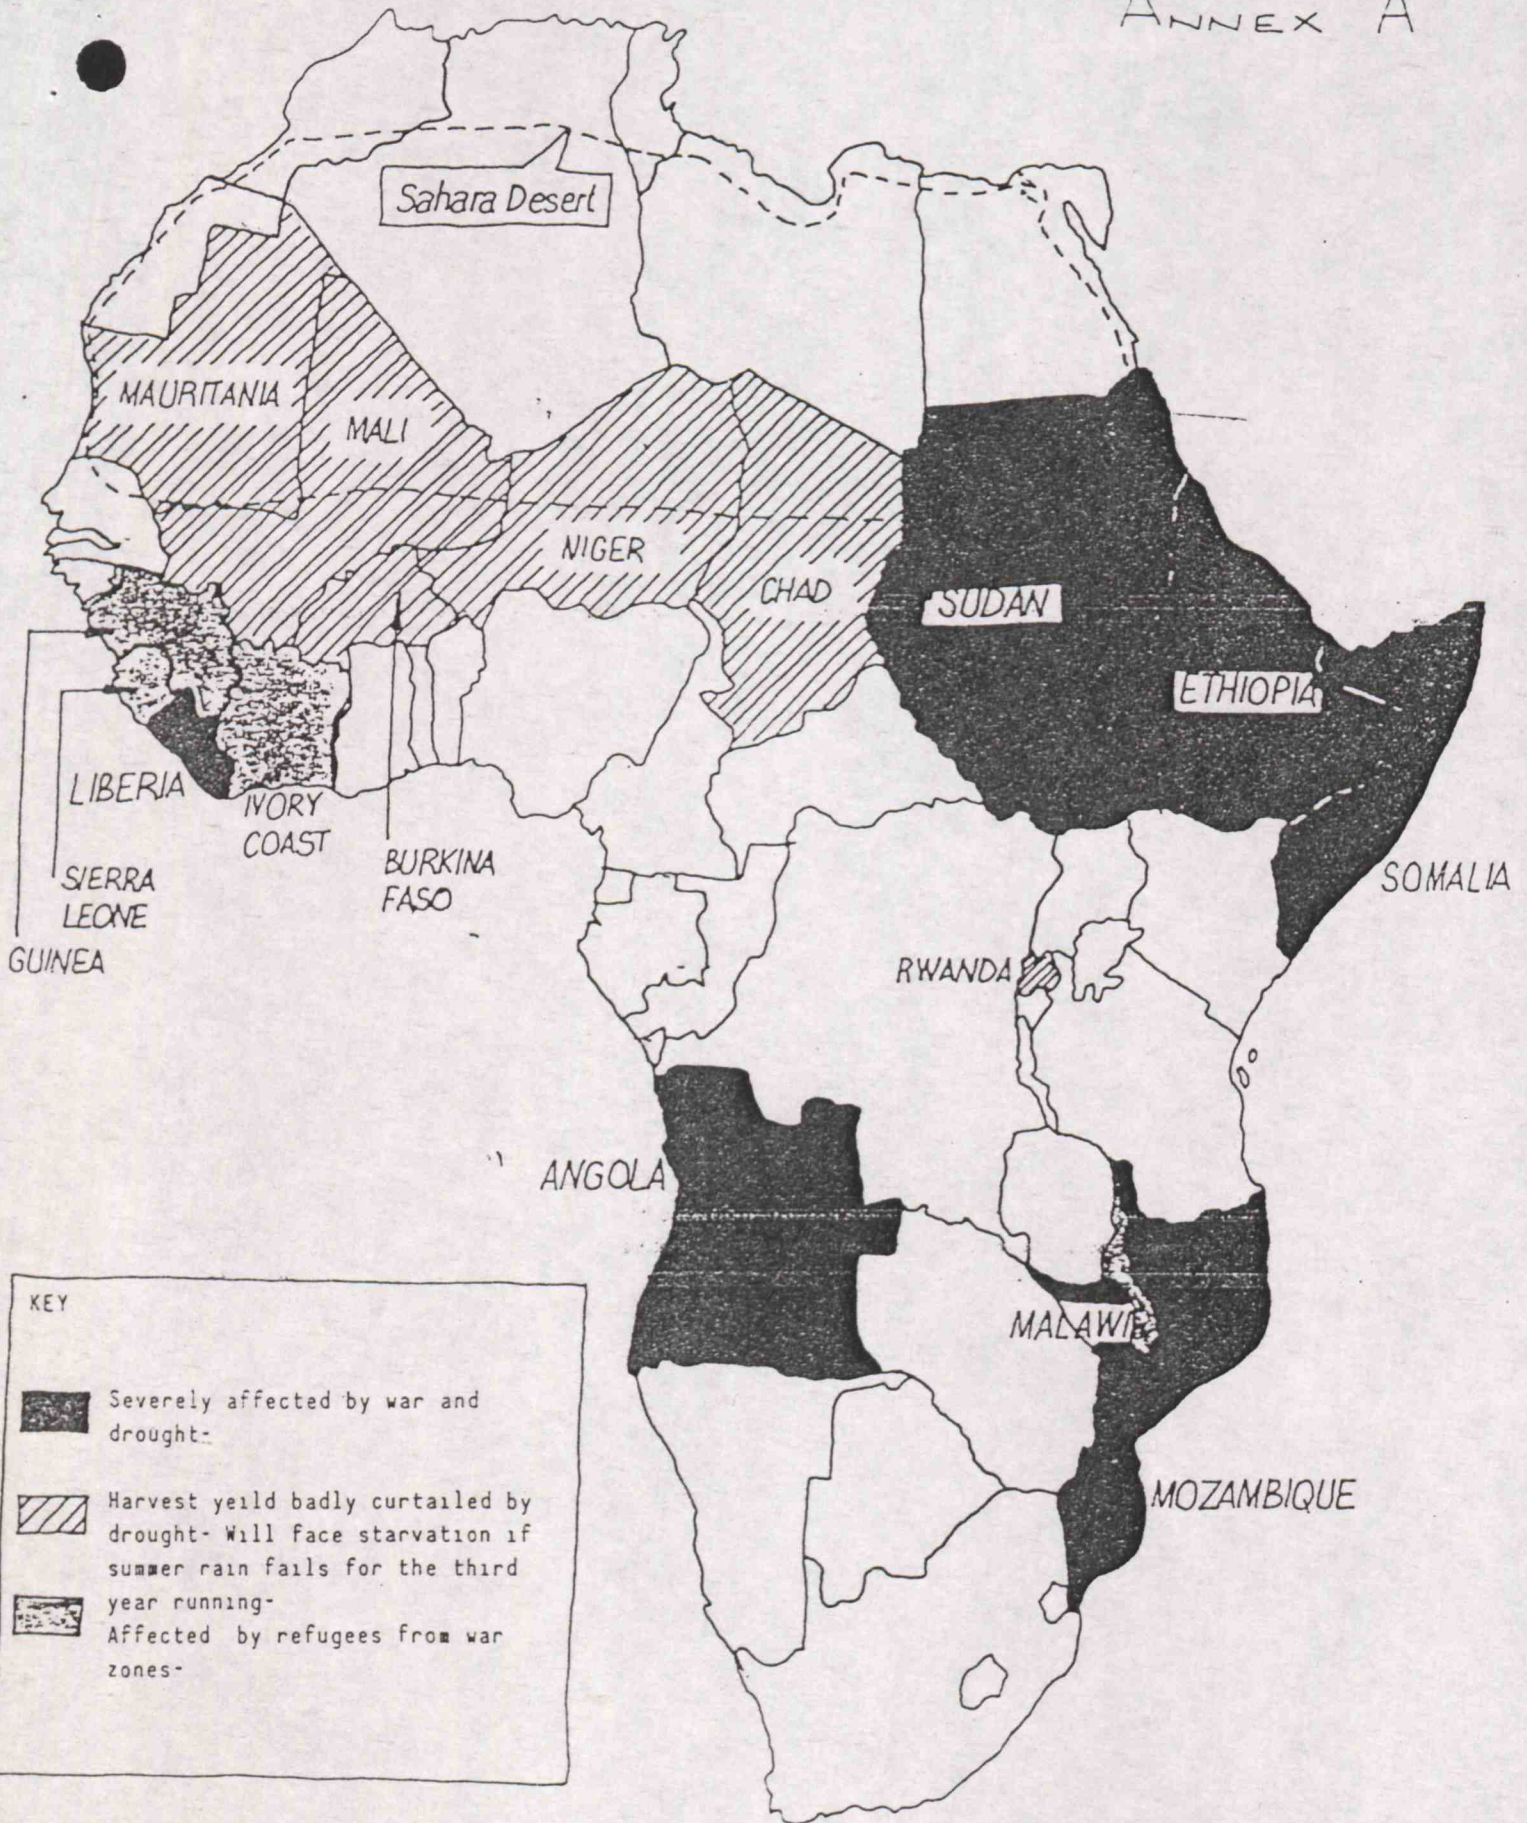 ANNEX A
Sahara Desert
MAURITANIA
MALI
NIGER
CHAD
SUDAN
ETHIOPIA
LIBERIA
IVORY
COAST
BURKINA
FASO
SIERRA
LEONE
GUINEA
SOMALIA
RWANDA
ANGOLA
MALAWI
MOZAMBIQUE
KEY
Severely affected by war and
drought-
Harvest yeild badly curtailed by
drought- Will face starvation if
summer rain fails for the third
year running-
Affected by refugees from war
zones-